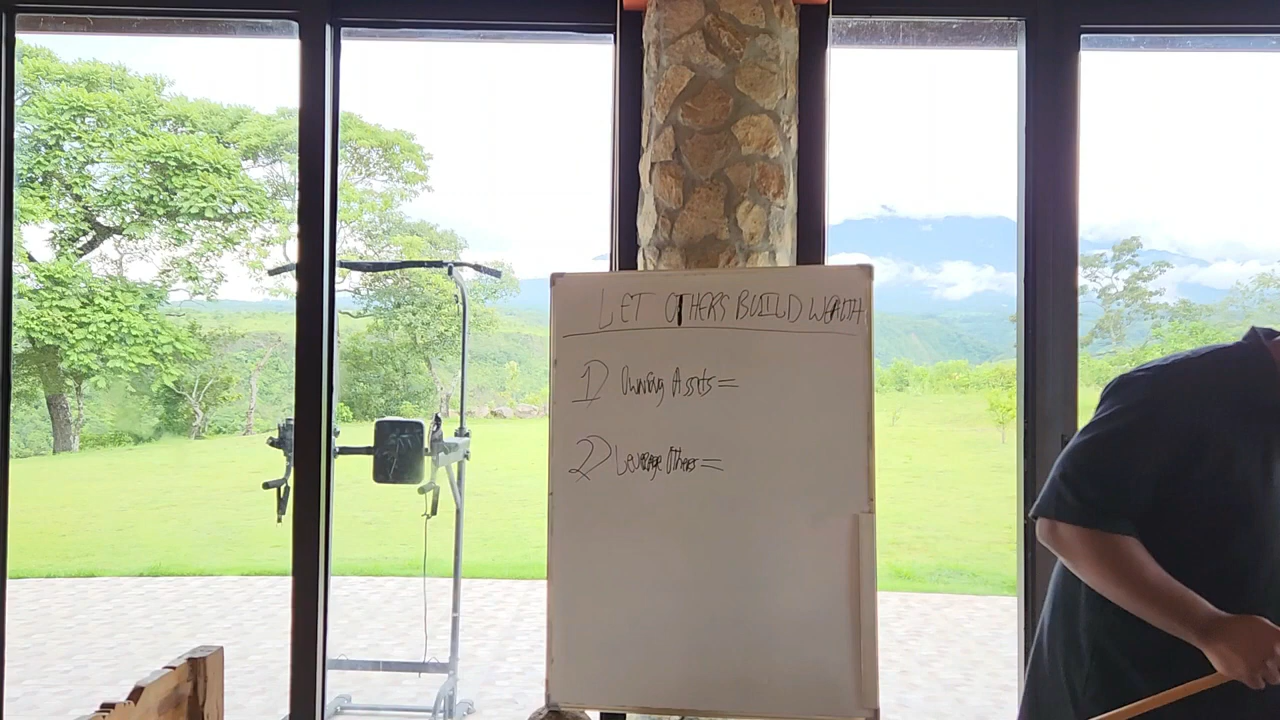 LET OTHERS BUILD WEALTH
1) Owning Assets =
2) Leverage Others =